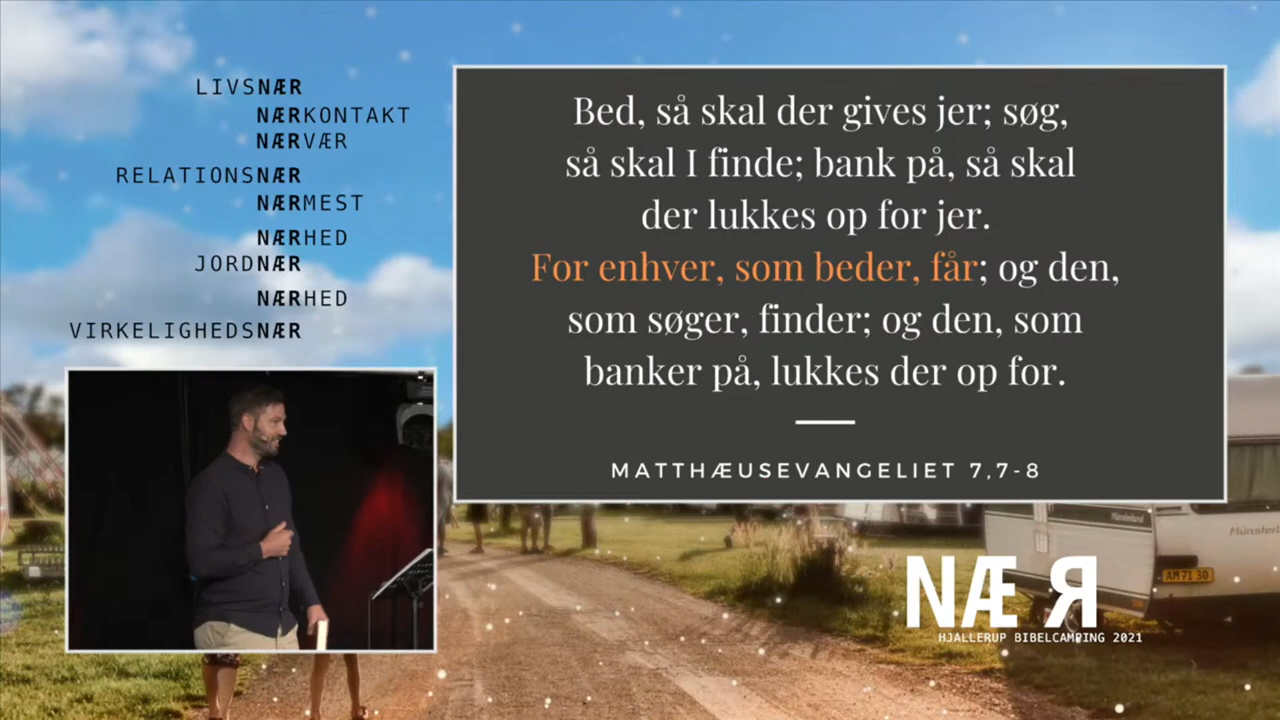 LIVSNÆR
NÆRKONTAKT
NÆRVÆR
RELATIONSNÆR
NÆRMEST
NÆRHED
JORDNÆR
NÆRHED
VIRKELIGHEDSNÆR
Bed, så skal der gives jer; søg,
så skal I finde; bank på, så skal
der lukkes op for jer.
For enhver, som beder, får; og den,
som søger, finder; og den, som
banker på, lukkes der op for.
MATTHÆUSEVANGELIET 7,7-8
Münsterland
AM 71 30
NÆR
HJALLERUP BIBELCAMPING 2021